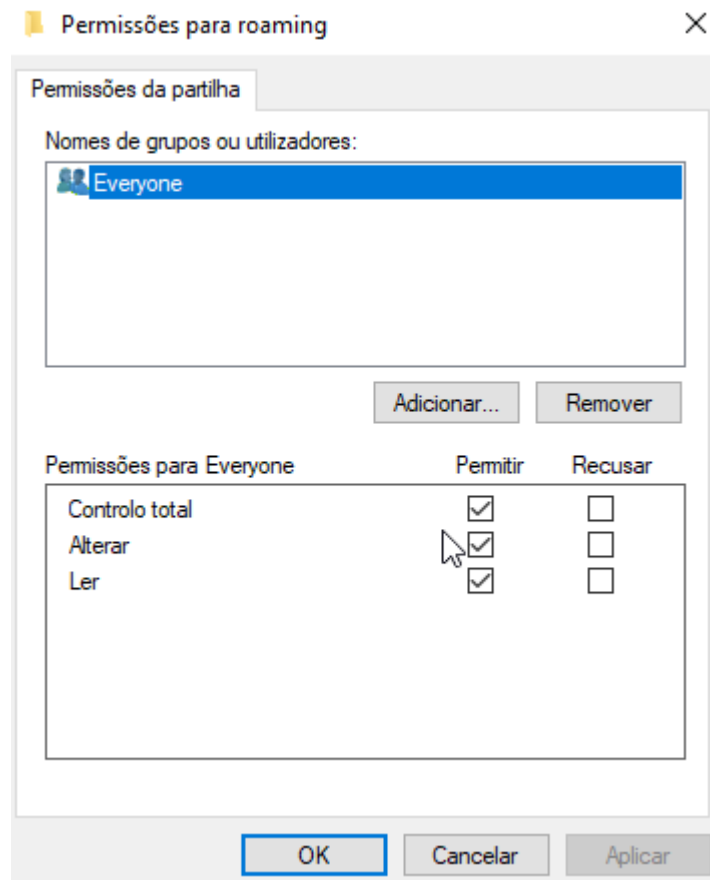 Permissões para roaming
Permissões da partilha
Nomes de grupos ou utilizadores:
Everyone
Adicionar...
Remover
Permissões para Everyone
Permitir
Recusar
Controlo total
Alterar
Ler
OK
Cancelar
Aplicar